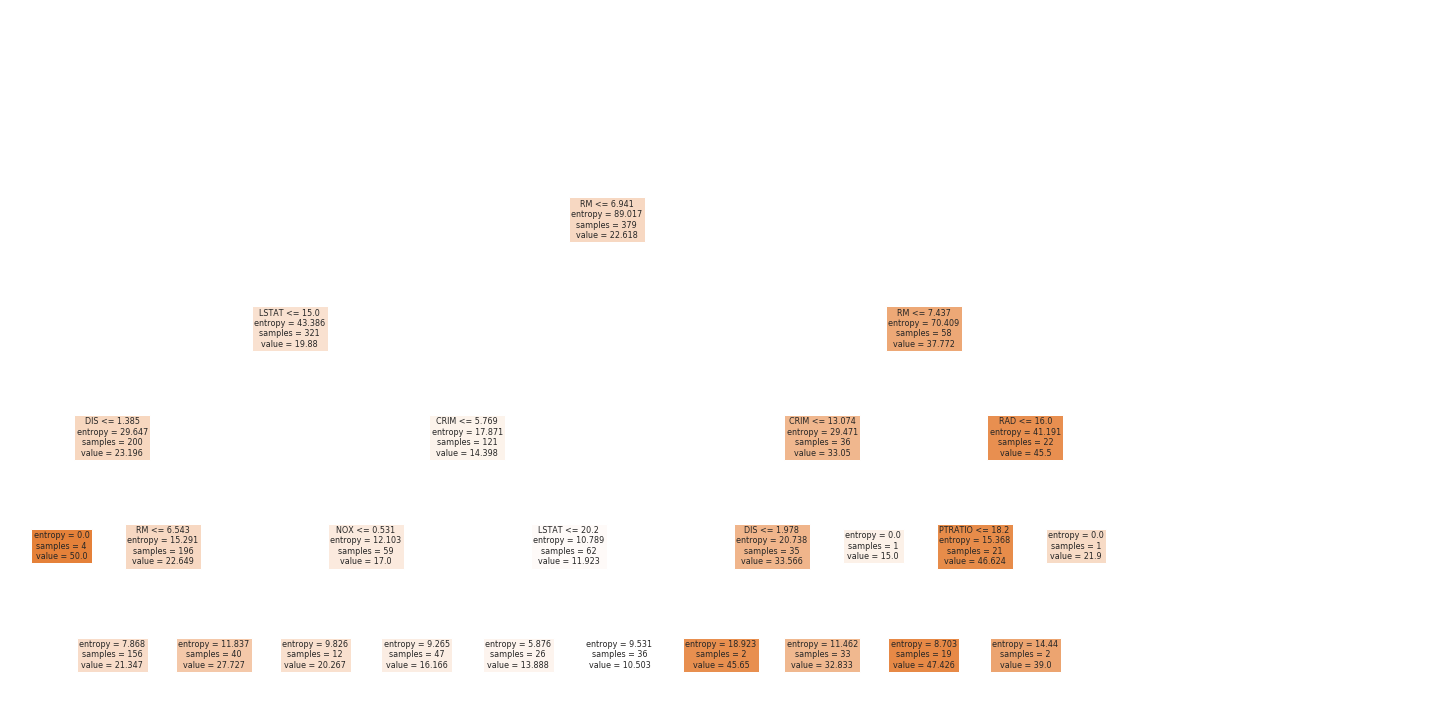 RM <= 6.941
entropy = 89.017
samples = 379
value = 22.618
LSTAT <= 15.0
entropy = 43.386
samples = 321
value = 19.88
RM <= 7.437
entropy = 70.409
samples = 58
value = 37.772
DIS <= 1.385
entropy = 29.647
samples = 200
value = 23.196
CRIM <= 5.769
entropy = 17.871
samples = 121
value = 14.398
CRIM <= 13.074
entropy = 29.471
samples = 36
value = 33.05
RAD <= 16.0
entropy = 41.191
samples = 22
value = 45.5
entropy = 0.0
samples = 4
value = 50.0
RM <= 6.543
entropy = 15.291
samples = 196
value = 22.649
NOX <= 0.531
entropy = 12.103
samples = 59
value = 17.0
LSTAT <= 20.2
entropy = 10.789
samples = 62
value = 11.923
DIS <= 1.978
entropy = 20.738
samples = 35
value = 33.566
entropy = 0.0
samples = 1
value = 15.0
PTRATIO <= 18.2
entropy = 15.368
samples = 21
value = 46.624
entropy = 0.0
samples = 1
value = 21.9
entropy = 7.868
samples = 156
value = 21.347
entropy = 11.837
samples = 40
value = 27.727
entropy = 9.826
samples = 12
value = 20.267
entropy = 9.265
samples = 47
value = 16.166
entropy = 5.876
samples = 26
value = 13.888
entropy = 9.531
samples = 36
value = 10.503
entropy = 18.923
samples = 2
value = 45.65
entropy = 11.462
samples = 33
value = 32.833
entropy = 8.703
samples = 19
value = 47.426
entropy = 14.44
samples = 2
value = 39.0